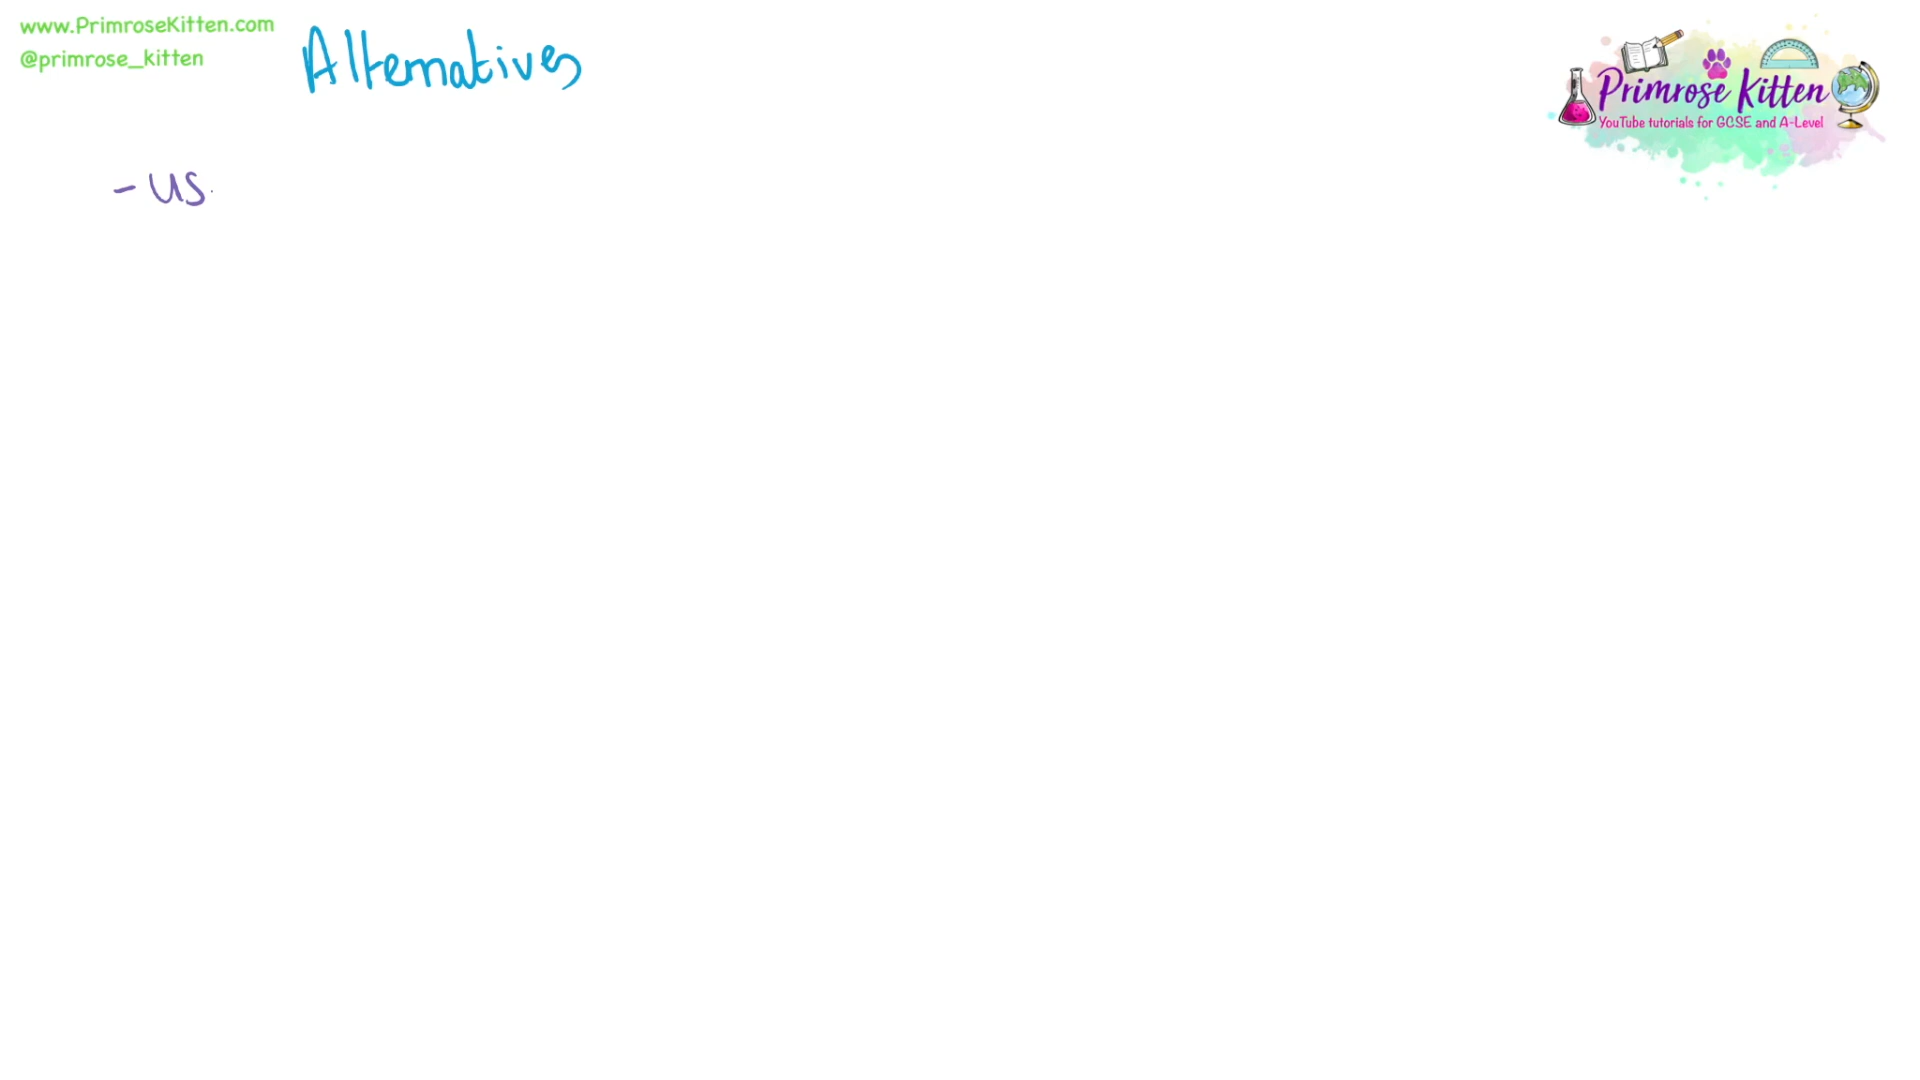 www.PrimroseKitten.com
@primrose_kitten
Alternatives
Primrose Kitten
YouTube tutorials for GCSE and A-Level
- us